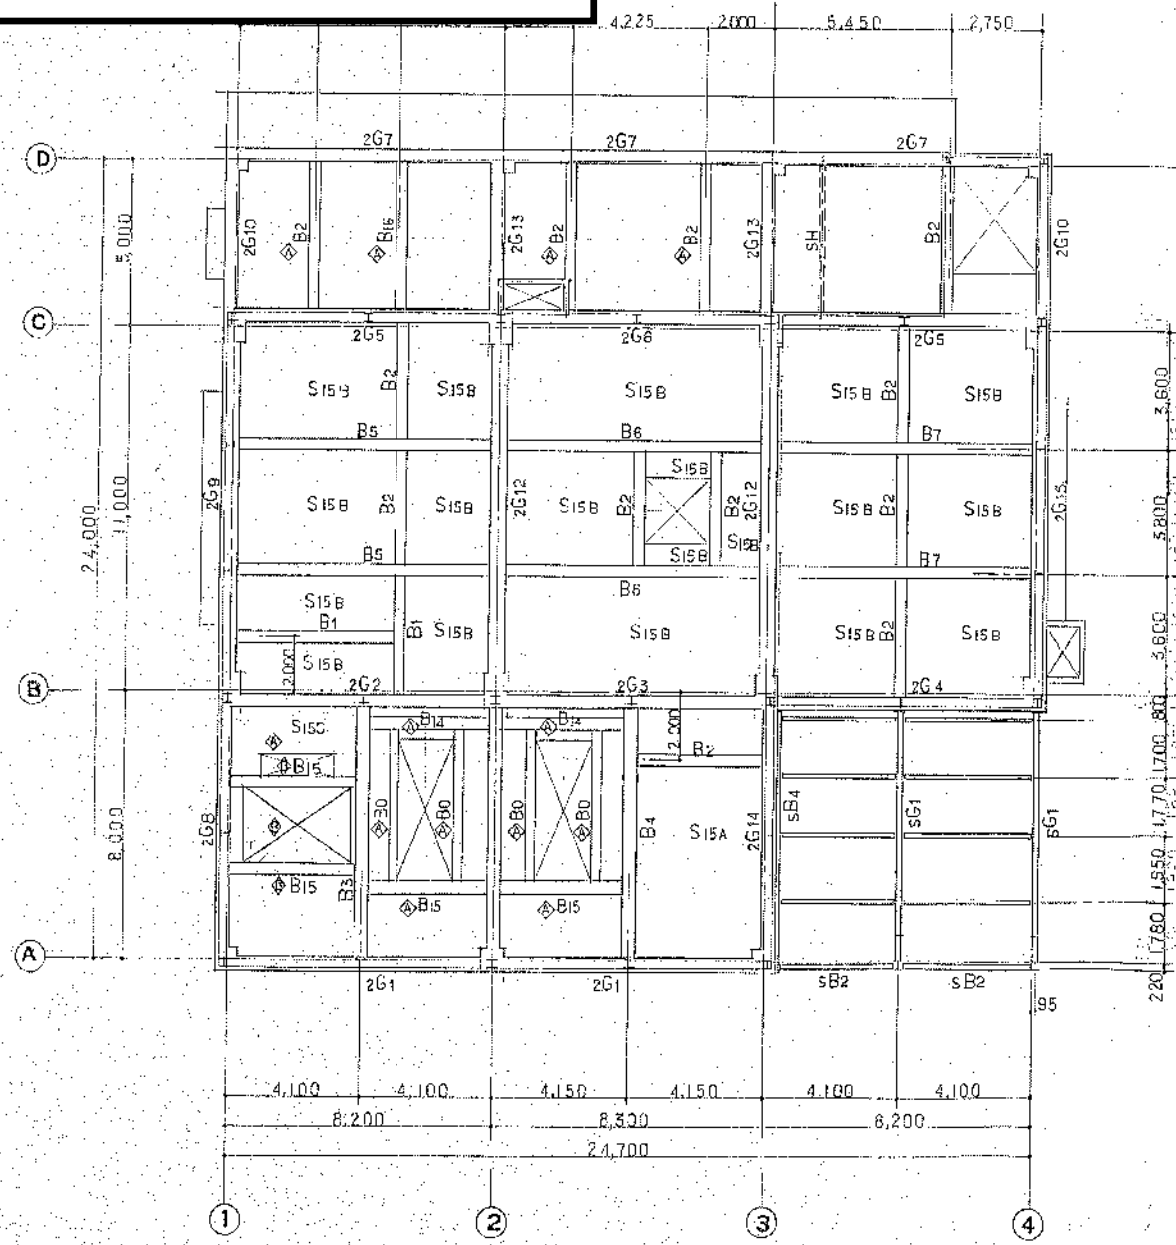 4,225 2,000 5,450 2,750
2G7 2G7 2G7
D
5,000
2G10 A B2 A B16 2G13 A B2 A B2 2G13 SH B2 2G10
C
2G5 2G6 2G5
S15B B2 S15B S15B S15B B2 S15B
3,600
B5 B6 B7
S15B
2G9 S15B B2 S15B 2G12 S15B B2 B2 2G12 S15B B2 S15B 2G15
24,000 11,000 3,800
S15B S15B
B5 B7
B6
S15B
B1 B1 S15B S15B S15B B2 S15B
3,600
2,000 S15B
B
2G2 2G3 2G4
A B14 A B14
800
A
2,000 B2
B15
1,700
8,000 2G8 A B0 A B0 A B0 A B0 B4 S15A 2G14 sB4 sG1 sG1
1,770
B15 B3
A B15 A B15
1,550
1,780
A
2G1 2G1 sB2 sB2
220
95
4,100 4,100 4,150 4,150 4,100 4,100
8,200 8,300 8,200
24,700
1 2 3 4